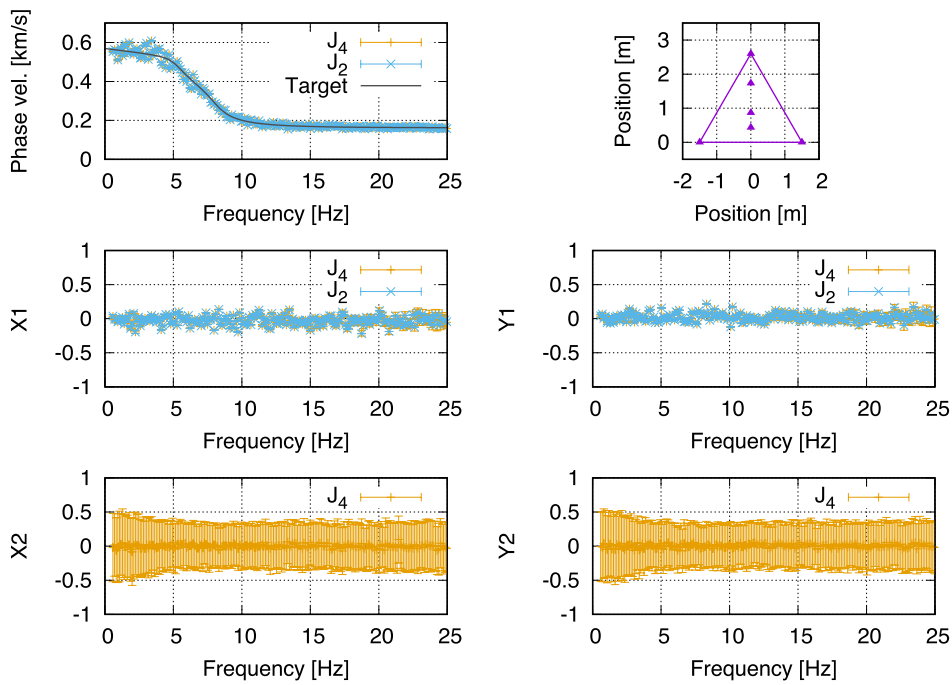 Phase vel. [km/s]
0.6
0.4
0.2
0
J4
J2
Target
0 5 10 15 20 25
Frequency [Hz]
Position [m]
3
2
1
0
-2 -1 0 1 2
Position [m]
X1
1
0.5
0
-0.5
-1
J4
J2
0 5 10 15 20 25
Frequency [Hz]
Y1
1
0.5
0
-0.5
-1
J4
J2
0 5 10 15 20 25
Frequency [Hz]
X2
1
0.5
0
-0.5
-1
J4
0 5 10 15 20 25
Frequency [Hz]
Y2
1
0.5
0
-0.5
-1
J4
0 5 10 15 20 25
Frequency [Hz]